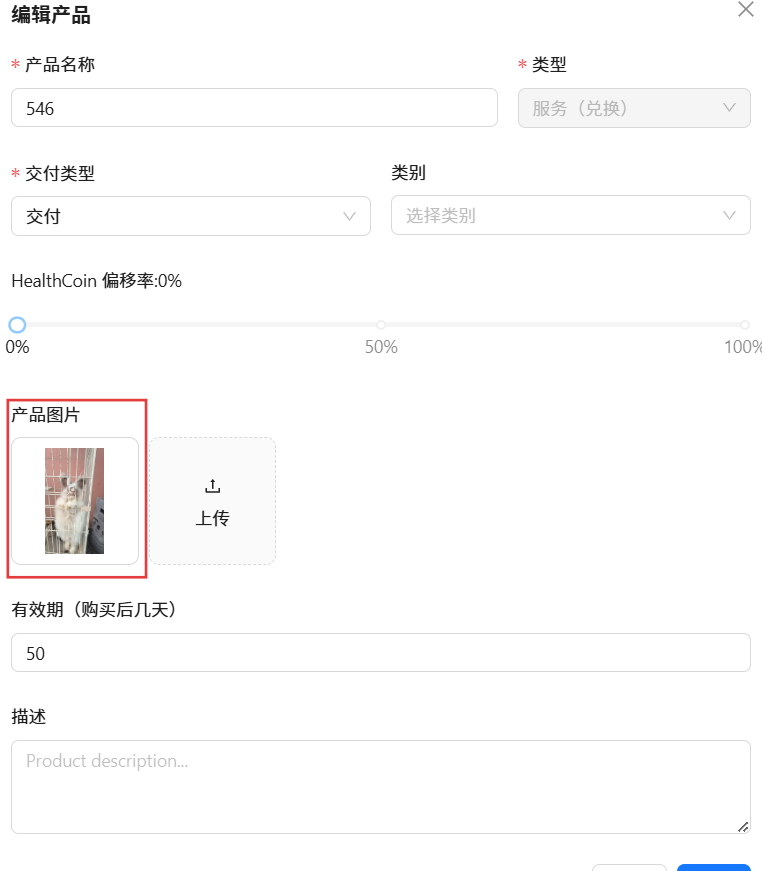 编辑产品
* 产品名称
* 类型
546
服务（兑换）
* 交付类型
类别
交付
选择类别
HealthCoin 偏移率:0%
0%
50%
100%
产品图片
上传
有效期（购买后几天）
50
描述
Product description...